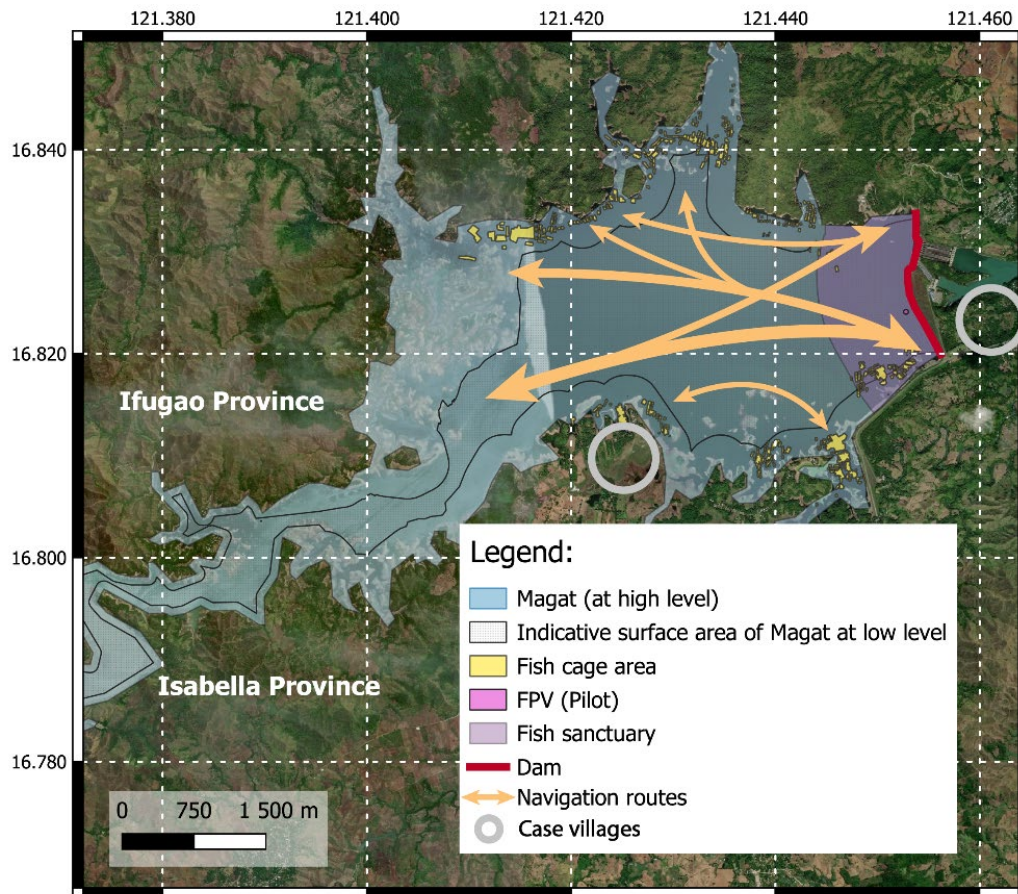 121.380 121.400 121.420 121.440 121.460
16.840
16.820
Ifugao Province
16.800
Legend:
Magat (at high level)
Indicative surface area of Magat at low level
Fish cage area
FPV (Pilot)
Fish sanctuary
Dam
Navigation routes
Case villages
Isabella Province
16.780
0 750 1 500 m